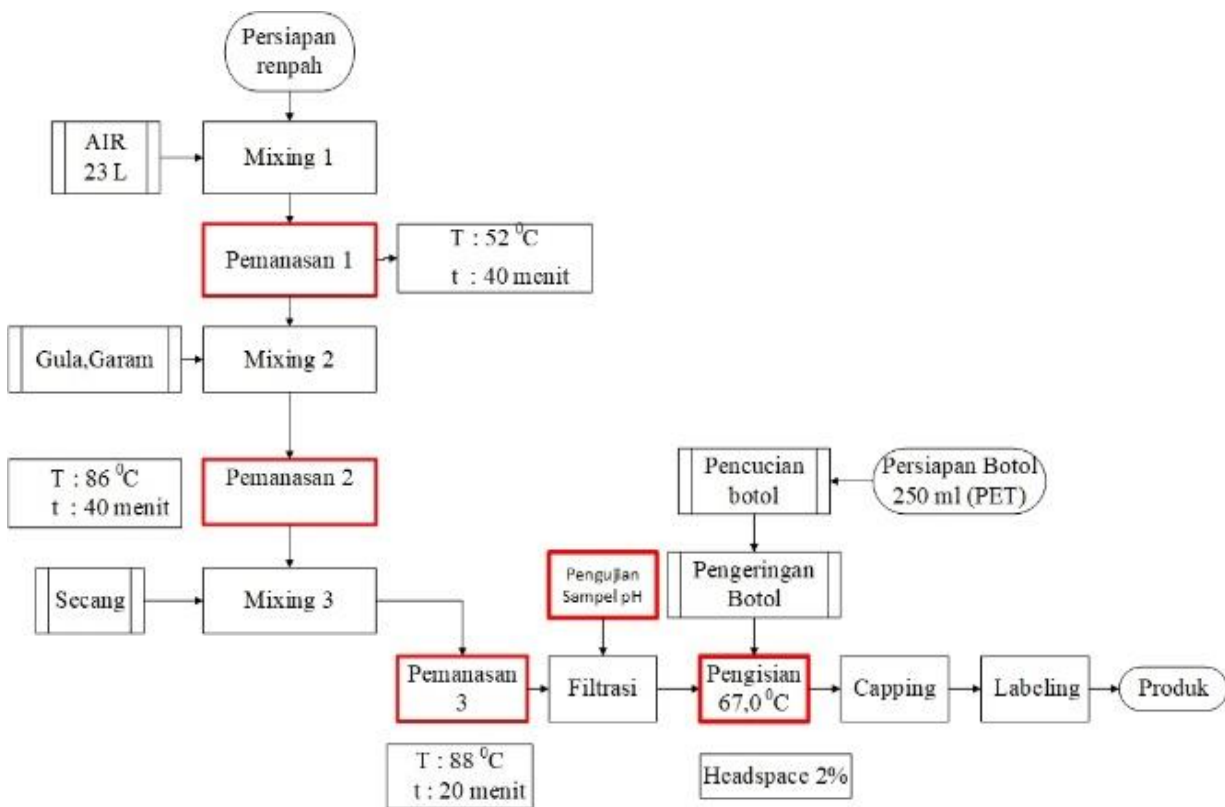 Persiapan
renpah
AIR
23 L
Mixing 1
Pemanasan 1
T : 52 ⁰C
t : 40 menit
Gula,Garam
Mixing 2
T : 86 ⁰C
t : 40 menit
Pemanasan 2
Pencucian
botol
Persiapan Botol
250 ml (PET)
Secang
Mixing 3
Pengujian
Sampel pH
Pengeringan
Botol
Pemanasan
3
Filtrasi
Pengisian
67,0 ⁰C
Capping
Labeling
Produk
T : 88 ⁰C
t : 20 menit
Headspace 2%